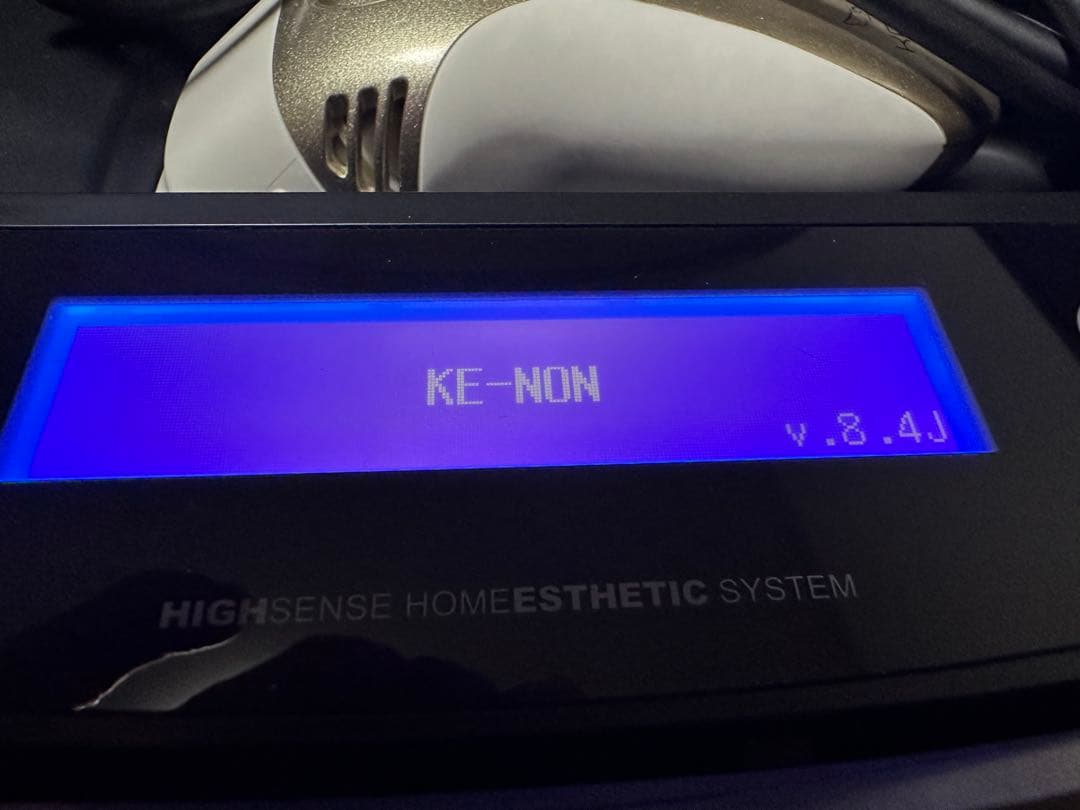 KE-NON
v.8.4J
HIGHSENSE HOMEESTHETIC SYSTEM